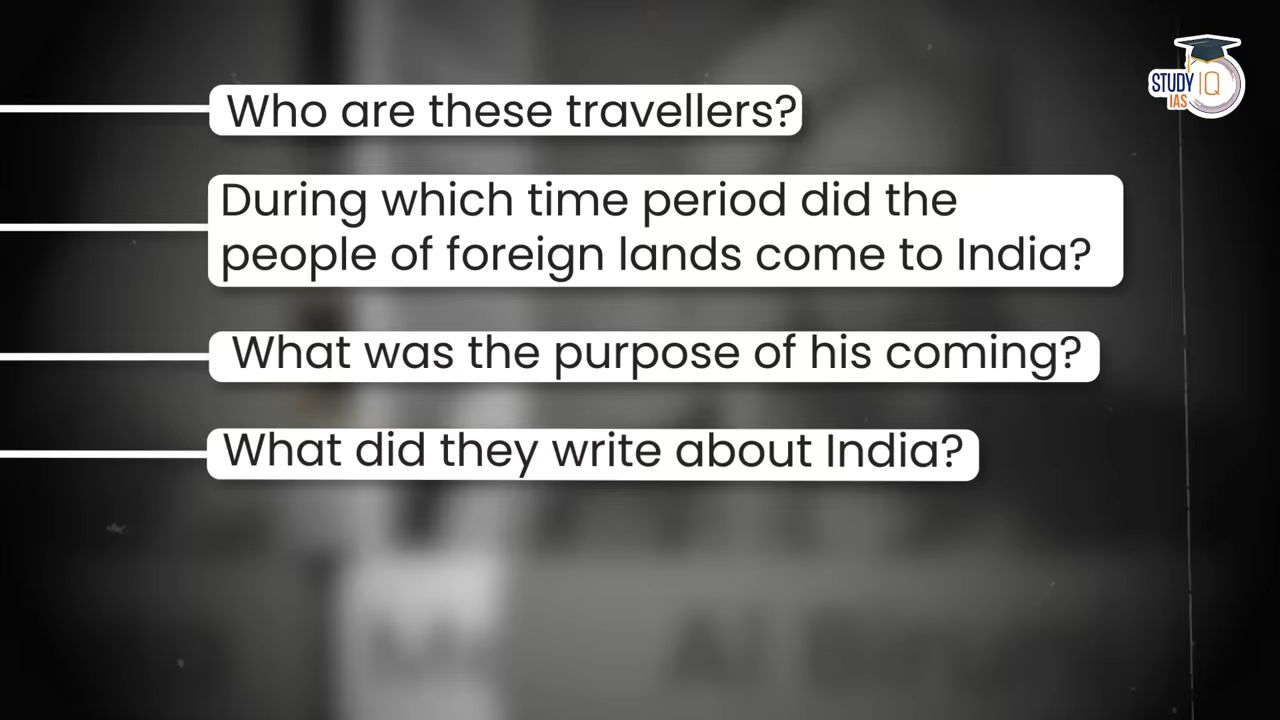 Who are these travellers?
During which time period did the
people of foreign lands come to India?
What was the purpose of his coming?
What did they write about India?
STUDY IQ
IAS